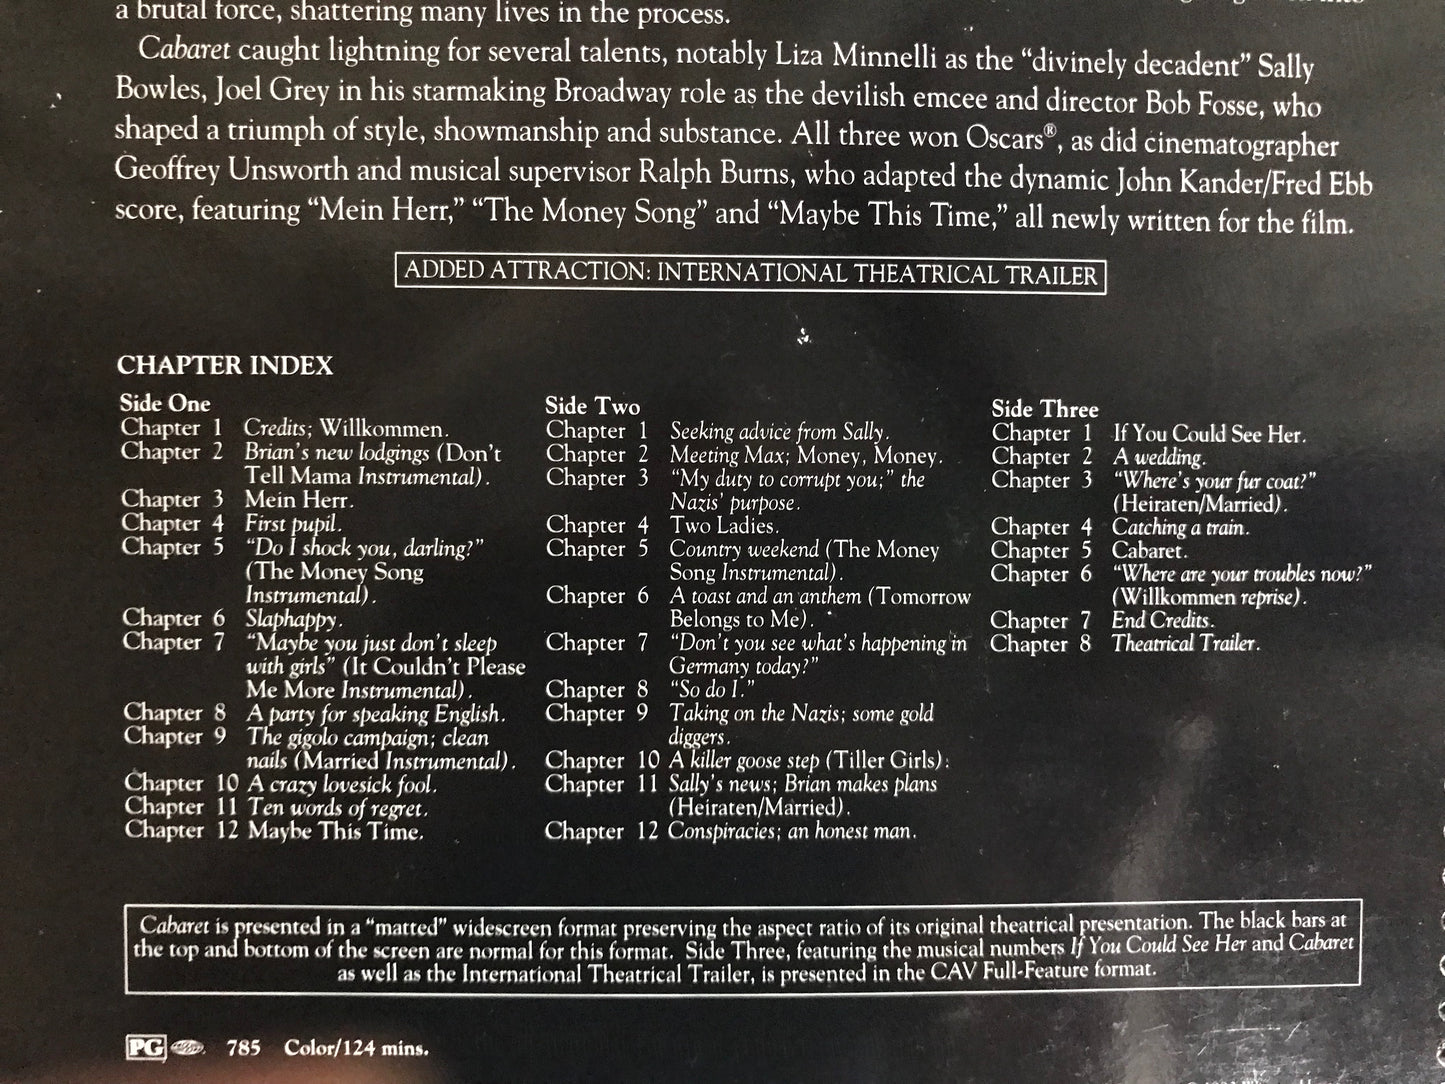 a brutal force, shattering many lives in the process.
Cabaret caught lightning for several talents, notably Liza Minnelli as the “divinely decadent” Sally
Bowles, Joel Grey in his starmaking Broadway role as the devilish emcee and director Bob Fosse, who
shaped a triumph of style, showmanship and substance. All three won Oscars®, as did cinematographer
Geoffrey Unsworth and musical supervisor Ralph Burns, who adapted the dynamic John Kander/Fred Ebb
score, featuring “Mein Herr,” “The Money Song” and “Maybe This Time,” all newly written for the film.
ADDED ATTRACTION: INTERNATIONAL THEATRICAL TRAILER
CHAPTER INDEX
Side One
Chapter 1 Credits; Willkommen.
Chapter 2 Brian's new lodgings (Don't
Tell Mama Instrumental).
Chapter 3 Mein Herr.
Chapter 4 First pupil.
Chapter 5 “Do I shock you, darling?”
(The Money Song
Instrumental).
Chapter 6 Slaphappy.
Chapter 7 “Maybe you just don't sleep
with girls” (It Couldn't Please
Me More Instrumental).
Chapter 8 A party for speaking English.
Chapter 9 The gigolo campaign; clean
nails (Married Instrumental).
Chapter 10 A crazy lovesick fool.
Chapter 11 Ten words of regret.
Chapter 12 Maybe This Time.
Side Two
Chapter 1 Seeking advice from Sally.
Chapter 2 Meeting Max; Money, Money.
Chapter 3 “My duty to corrupt you;” the
Nazis' purpose.
Chapter 4 Two Ladies.
Chapter 5 Country weekend (The Money
Song Instrumental).
Chapter 6 A toast and an anthem (Tomorrow
Belongs to Me).
Chapter 7 “Don't you see what's happening in
Germany today?”
Chapter 8 “So do I.”
Chapter 9 Taking on the Nazis; some gold
diggers.
Chapter 10 A killer goose step (Tiller Girls).
Chapter 11 Sally's news; Brian makes plans
(Heiraten/Married).
Chapter 12 Conspiracies; an honest man.
Side Three
Chapter 1 If You Could See Her.
Chapter 2 A wedding.
Chapter 3 “Where's your fur coat?”
(Heiraten/Married).
Chapter 4 Catching a train.
Chapter 5 Cabaret.
Chapter 6 “Where are your troubles now?”
(Willkommen reprise).
Chapter 7 End Credits.
Chapter 8 Theatrical Trailer.
Cabaret is presented in a “matted” widescreen format preserving the aspect ratio of its original theatrical presentation. The black bars at
the top and bottom of the screen are normal for this format. Side Three, featuring the musical numbers If You Could See Her and Cabaret
as well as the International Theatrical Trailer, is presented in the CAV Full-Feature format.
PG 785 Color/124 mins.